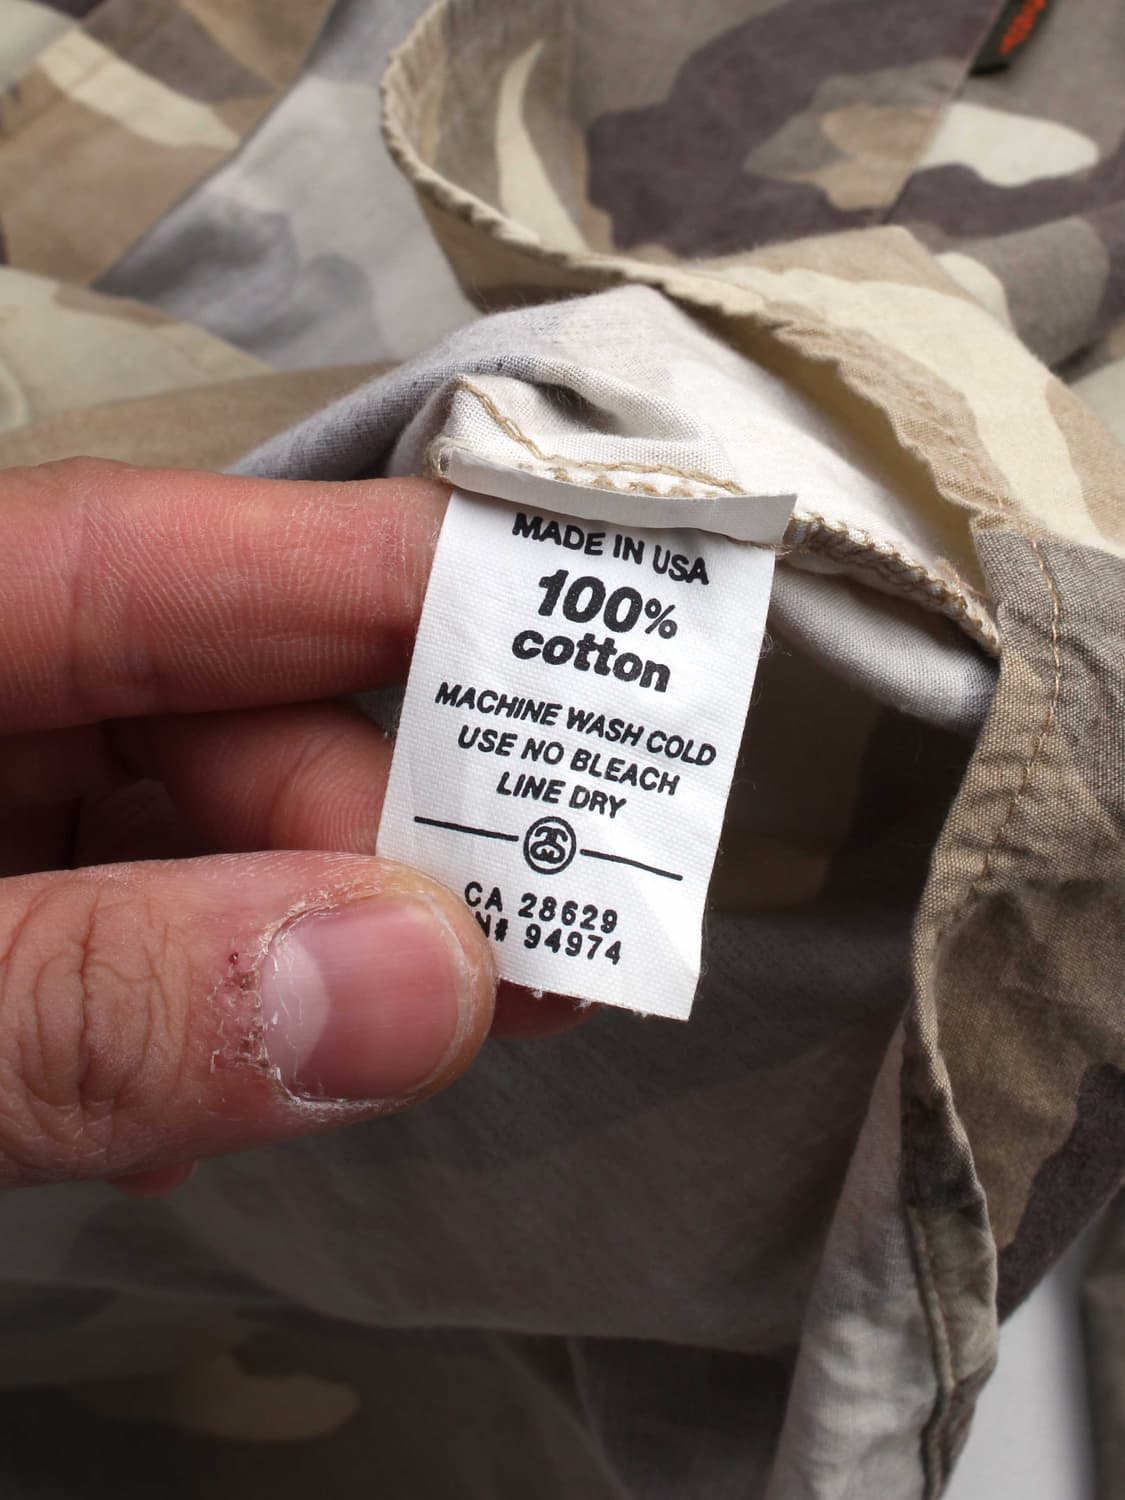 MADE IN USA
100%
cotton
MACHINE WASH COLD
USE NO BLEACH
LINE DRY
CA 28629
N# 94974